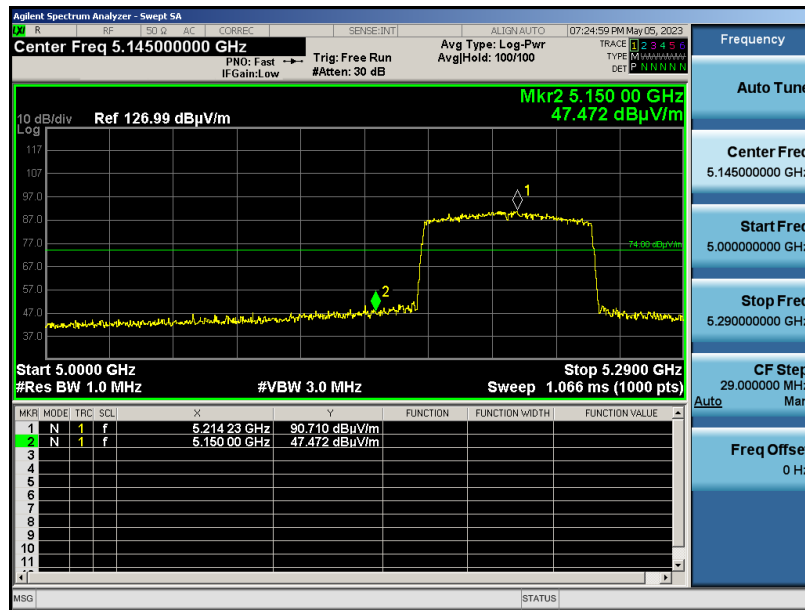 Agilent Spectrum Analyzer - Swept SA
LXI R RF 50 Ω AC CORREC SENSE:INT ALIGN AUTO 07:24:59 PM May 05, 2023
Center Freq 5.145000000 GHz
PNO: Fast
IFGain:Low
Trig: Free Run
#Atten: 30 dB
Avg Type: Log-Pwr
Avg|Hold: 100/100
TRACE 1 2 3 4 5 6
TYPE M W W W W W
DET P N N N N N
Mkr2 5.150 00 GHz
47.472 dBµV/m
10 dB/div Ref 126.99 dBµV/m
Log
117
107
97.0
87.0
77.0
67.0
57.0
47.0
37.0
1
2
74.00 dBµV/m
Start 5.0000 GHz Stop 5.2900 GHz
#Res BW 1.0 MHz #VBW 3.0 MHz Sweep 1.066 ms (1000 pts)
MKR MODE TRC SCL X Y FUNCTION FUNCTION WIDTH FUNCTION VALUE
1 N 1 f 5.214 23 GHz 90.710 dBµV/m
2 N 1 f 5.150 00 GHz 47.472 dBµV/m
3
4
5
6
7
8
9
10
11
MSG STATUS
Frequency
Auto Tune
Center Freq
5.145000000 GHz
Start Freq
5.000000000 GHz
Stop Freq
5.290000000 GHz
CF Step
29.000000 MHz
Auto Man
Freq Offset
0 Hz